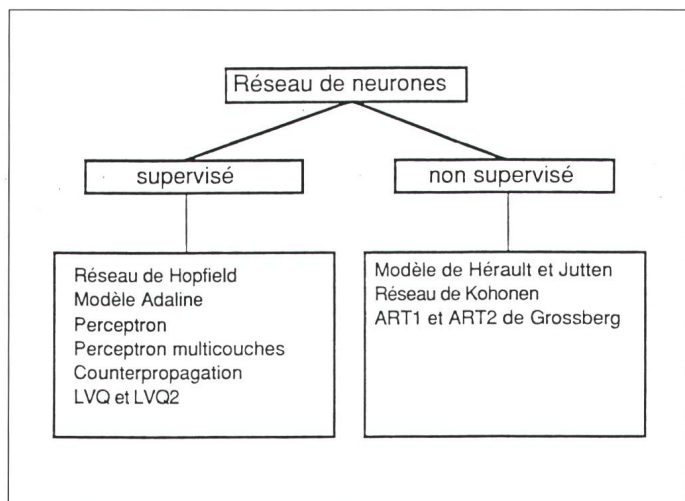 Réseau de neurones
supervisé
non supervisé
Réseau de Hopfield
Modèle Adaline
Perceptron
Perceptron multicouches
Counterpropagation
LVQ et LVQ2
Modèle de Hérault et Jutten
Réseau de Kohonen
ART1 et ART2 de Grossberg